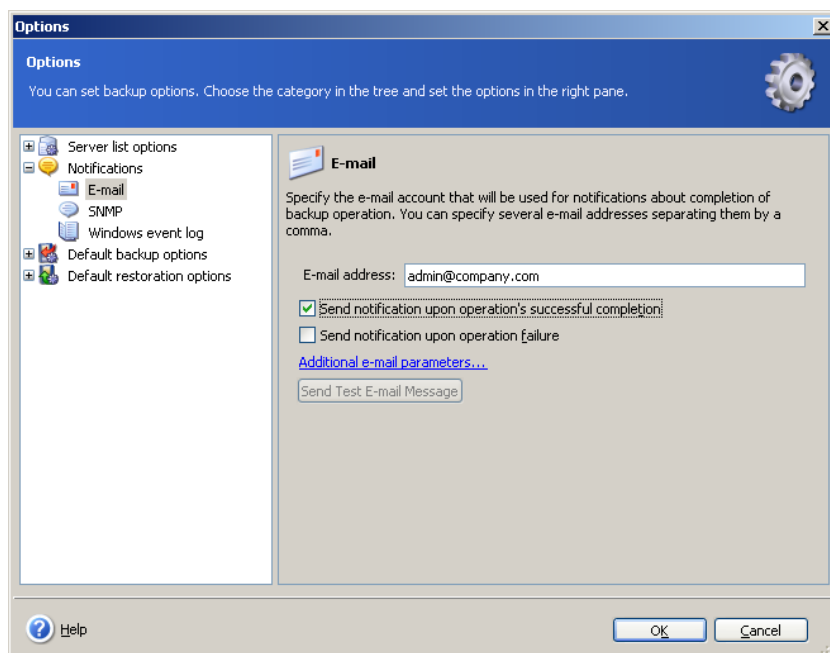 Options
Options
You can set backup options. Choose the category in the tree and set the options in the right pane.
Server list options
Notifications
E-mail
SNMP
Windows event log
Default backup options
Default restoration options
E-mail
Specify the e-mail account that will be used for notifications about completion of
backup operation. You can specify several e-mail addresses separating them by a
comma.
E-mail address: admin@company.com
Send notification upon operation's successful completion
Send notification upon operation failure
Additional e-mail parameters...
Send Test E-mail Message
Help
OK
Cancel